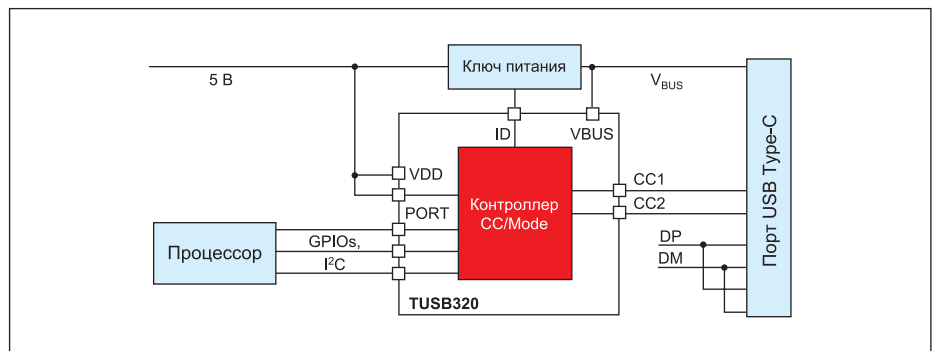 Ключ питания
5 В
V_BUS
ID
VBUS
VDD
PORT
Контроллер
CC/Mode
CC1
CC2
Процессор
GPIOs,
I²C
DP
DM
TUSB320
Порт USB Type-C